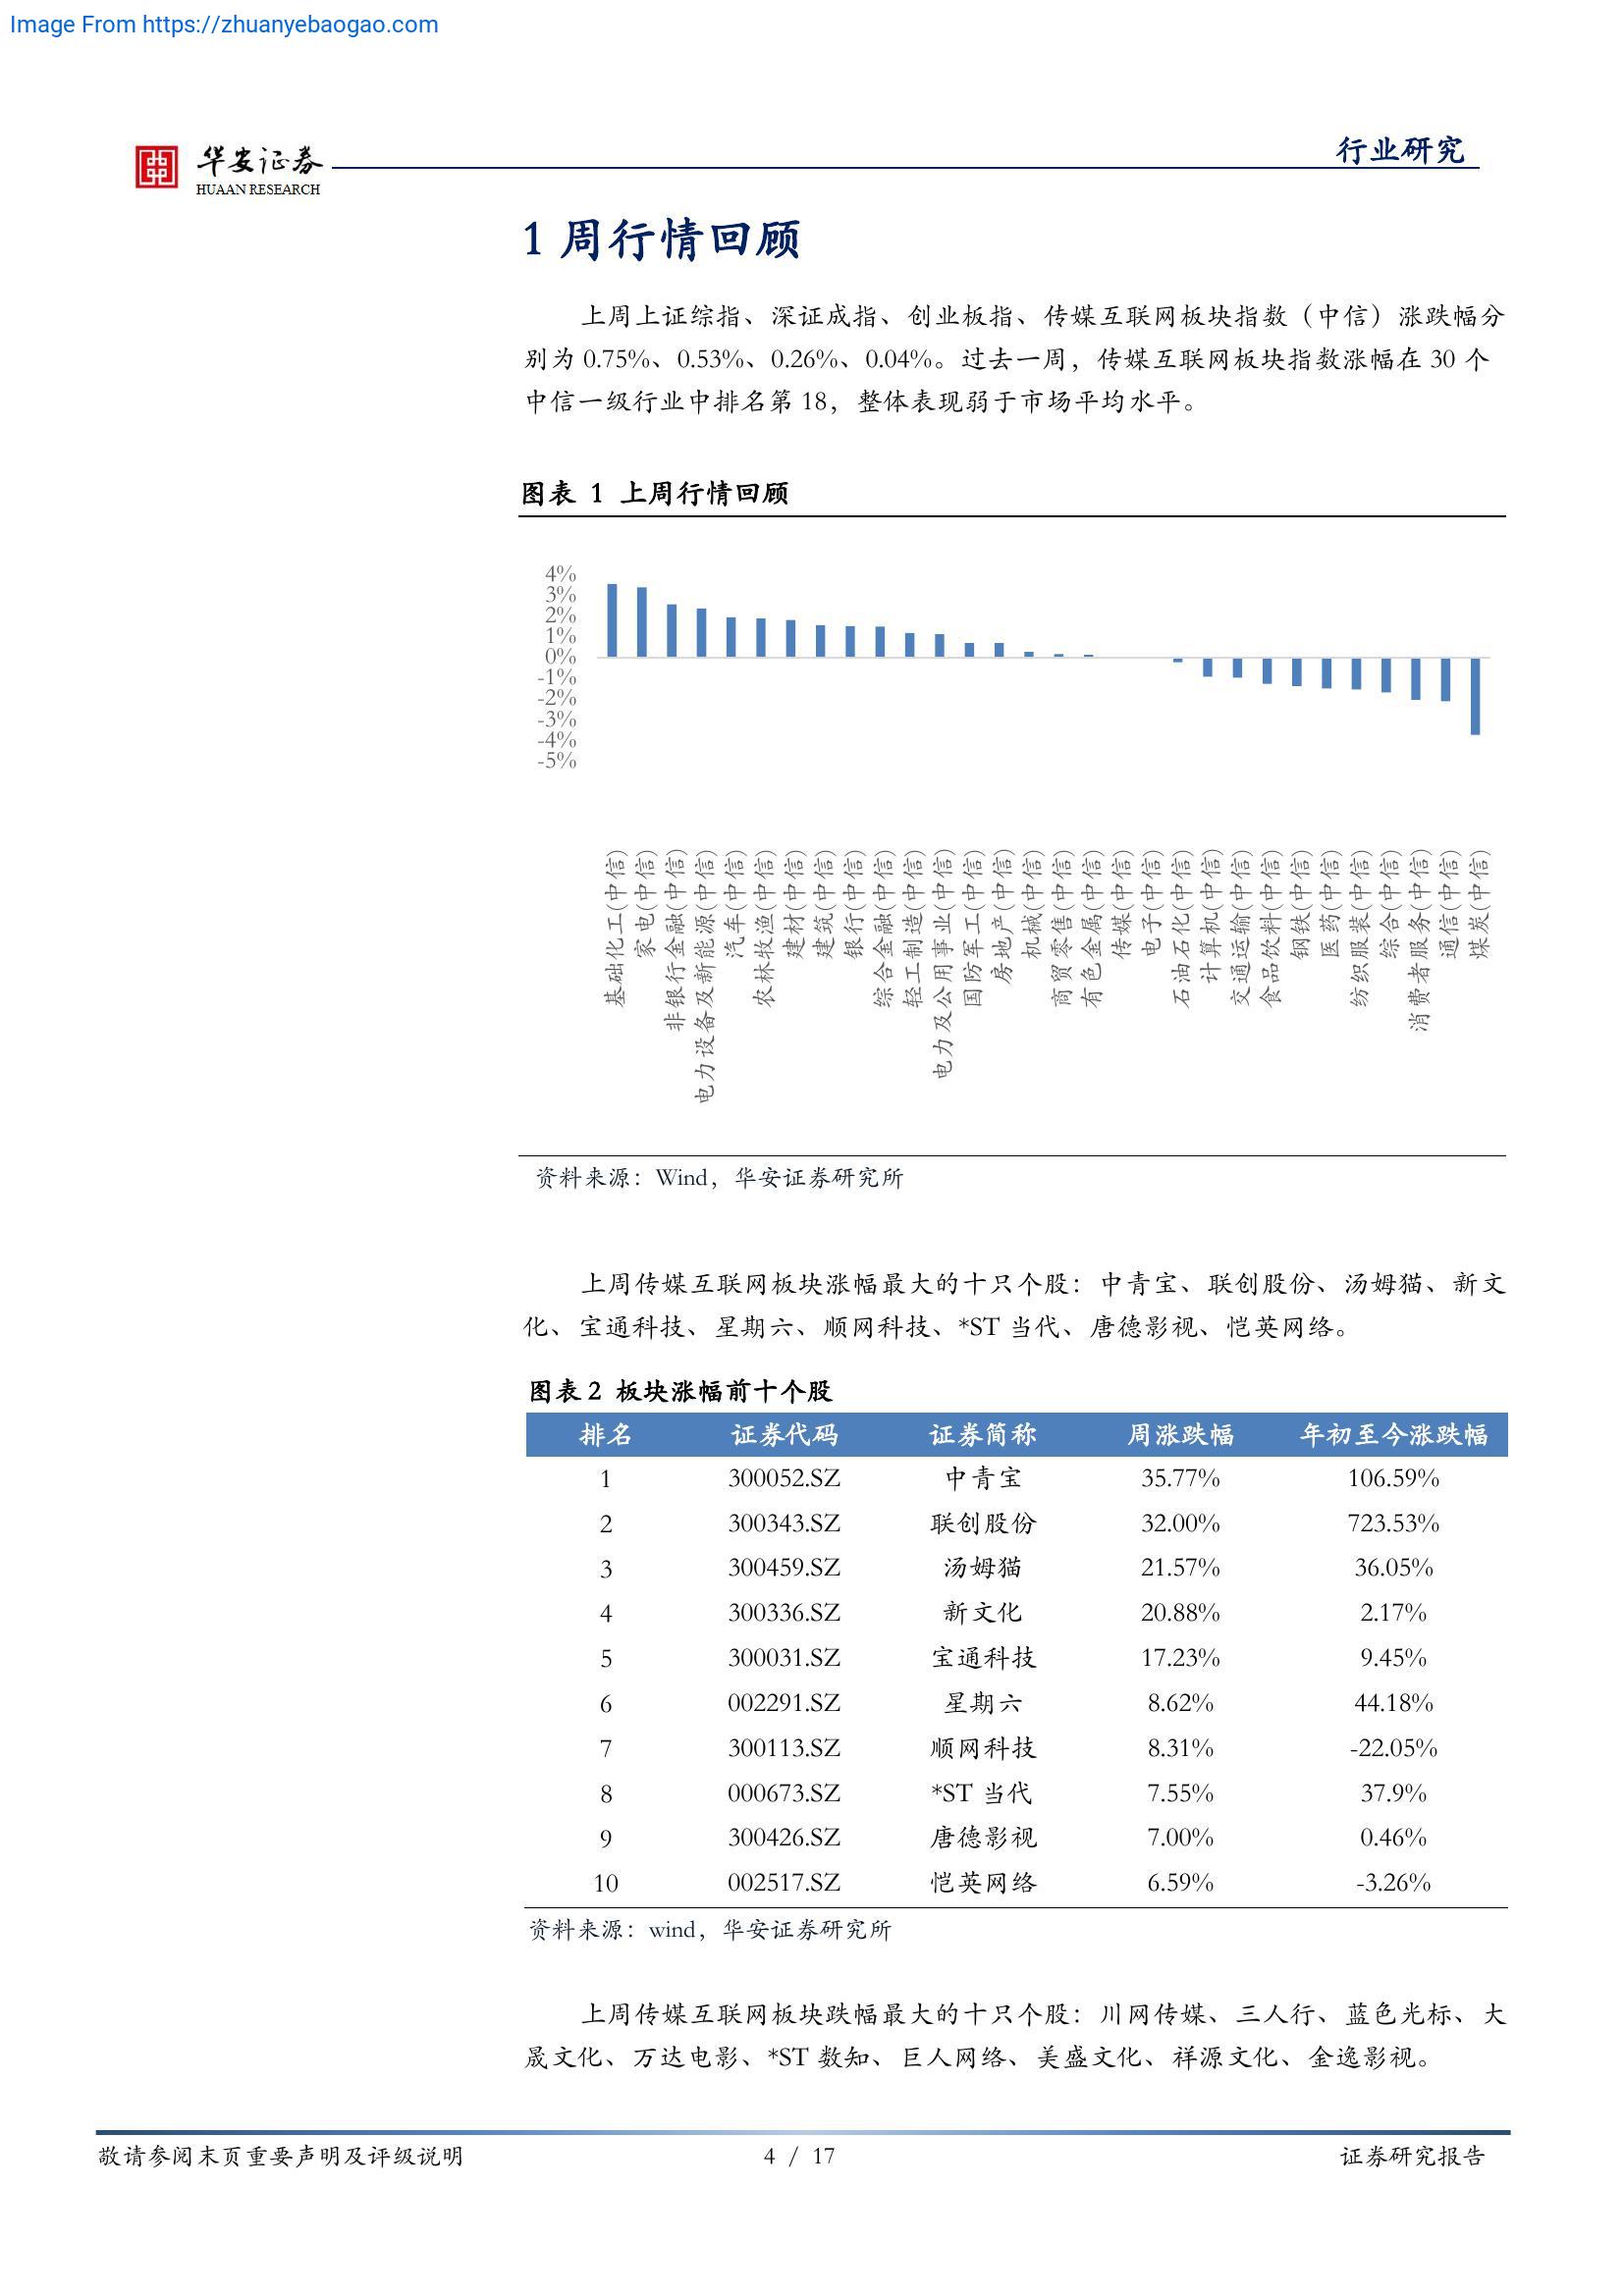 Image From https://zhuanyebaogao.com
华安证券
HUAAN RESEARCH
行业研究
1 周行情回顾
上周上证综指、深证成指、创业板指、传媒互联网板块指数（中信）涨跌幅分
别为 0.75%、0.53%、0.26%、0.04%。过去一周，传媒互联网板块指数涨幅在 30 个
中信一级行业中排名第 18，整体表现弱于市场平均水平。
图表 1 上周行情回顾
4%
3%
2%
1%
0%
-1%
-2%
-3%
-4%
-5%
基础化工(中信)
家电(中信)
非银行金融(中信)
电力设备及新能源(中信)
汽车(中信)
农林牧渔(中信)
建材(中信)
建筑(中信)
银行(中信)
综合金融(中信)
轻工制造(中信)
电力及公用事业(中信)
国防军工(中信)
房地产(中信)
机械(中信)
商贸零售(中信)
有色金属(中信)
传媒(中信)
电子(中信)
石油石化(中信)
计算机(中信)
交通运输(中信)
食品饮料(中信)
钢铁(中信)
医药(中信)
纺织服装(中信)
综合(中信)
消费者服务(中信)
通信(中信)
煤炭(中信)
资料来源：Wind，华安证券研究所
上周传媒互联网板块涨幅最大的十只个股：中青宝、联创股份、汤姆猫、新文
化、宝通科技、星期六、顺网科技、*ST 当代、唐德影视、恺英网络。
图表 2 板块涨幅前十个股
排名 证券代码 证券简称 周涨跌幅 年初至今涨跌幅
1 300052.SZ 中青宝 35.77% 106.59%
2 300343.SZ 联创股份 32.00% 723.53%
3 300459.SZ 汤姆猫 21.57% 36.05%
4 300336.SZ 新文化 20.88% 2.17%
5 300031.SZ 宝通科技 17.23% 9.45%
6 002291.SZ 星期六 8.62% 44.18%
7 300113.SZ 顺网科技 8.31% -22.05%
8 000673.SZ *ST 当代 7.55% 37.9%
9 300426.SZ 唐德影视 7.00% 0.46%
10 002517.SZ 恺英网络 6.59% -3.26%
资料来源：wind，华安证券研究所
上周传媒互联网板块跌幅最大的十只个股：川网传媒、三人行、蓝色光标、大
晟文化、万达电影、*ST 数知、巨人网络、美盛文化、祥源文化、金逸影视。
敬请参阅末页重要声明及评级说明 4 / 17 证券研究报告